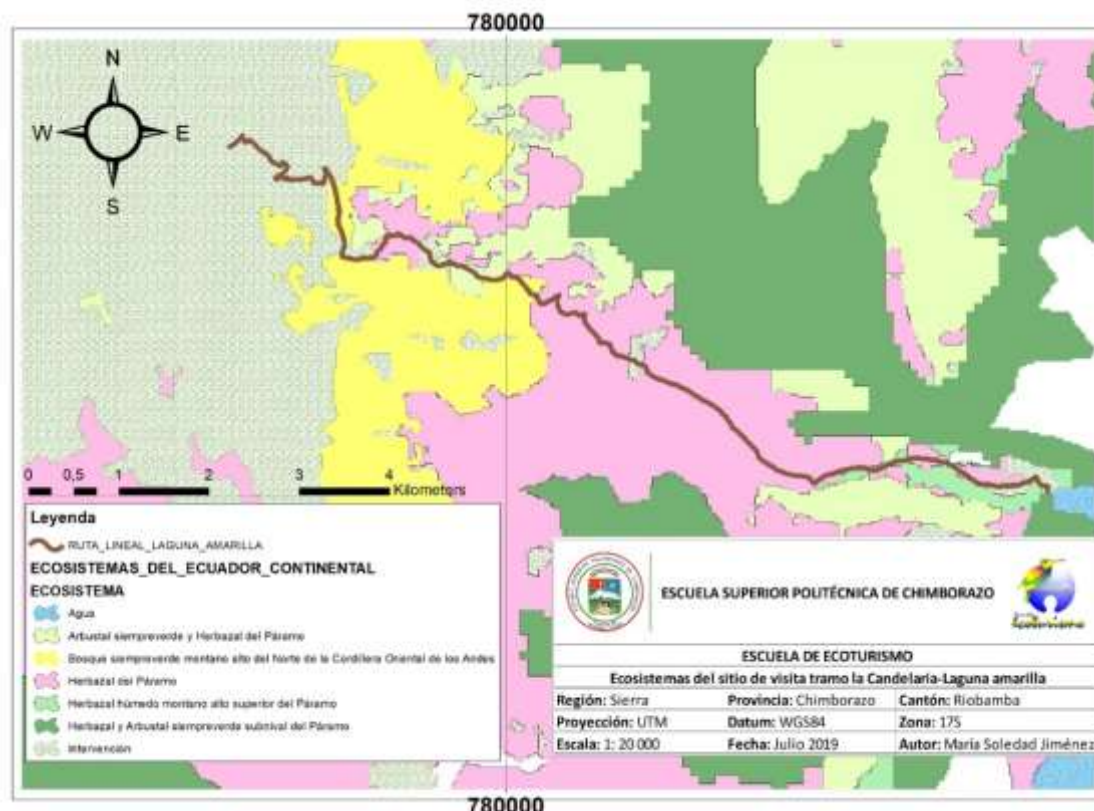 780000
N
W E
S
0 0,5 1 2 3 4
Kilometers
Leyenda
RUTA_LINEAL_LAGUNA_AMARILLA
ECOSISTEMAS_DEL_ECUADOR_CONTINENTAL
ECOSISTEMA
Agua
Arbustal siempreverde y Herbazal del Páramo
Bosque siempreverde montano alto del Norte de la Cordillera Oriental de los Andes
Herbazal del Páramo
Herbazal húmedo montano alto superior del Páramo
Herbazal y Arbustal siempreverde subnival del Páramo
Intervención
ESCUELA SUPERIOR POLITÉCNICA DE CHIMBORAZO
ESCUELA DE ECOTURISMO
Ecosistemas del sitio de visita tramo la Candelaria-Laguna amarilla
Región: Sierra Provincia: Chimborazo Cantón: Riobamba
Proyección: UTM Datum: WGS84 Zona: 17S
Escala: 1: 20 000 Fecha: Julio 2019 Autor: María Soledad Jiménez
780000